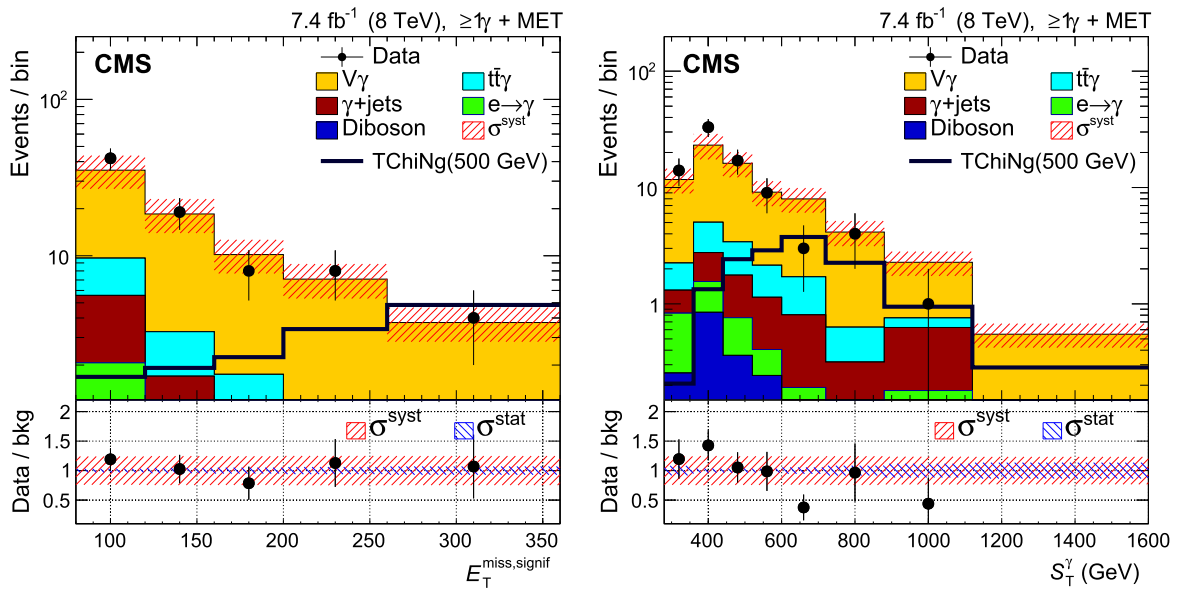 7.4 fb⁻¹ (8 TeV), ≥1γ + MET
CMS
Data
Vγ
tt̄γ
γ+jets
e→γ
Diboson
σ^syst
TChiNg(500 GeV)
Events / bin
10²
10
σ^syst
σ^stat
Data / bkg
2
1.5
1
0.5
100 150 200 250 300 350
E_T^miss,signif
7.4 fb⁻¹ (8 TeV), ≥1γ + MET
CMS
Data
Vγ
tt̄γ
γ+jets
e→γ
Diboson
σ^syst
TChiNg(500 GeV)
Events / bin
10²
10
1
σ^syst
σ^stat
Data / bkg
2
1.5
1
0.5
400 600 800 1000 1200 1400 1600
S_T^γ (GeV)